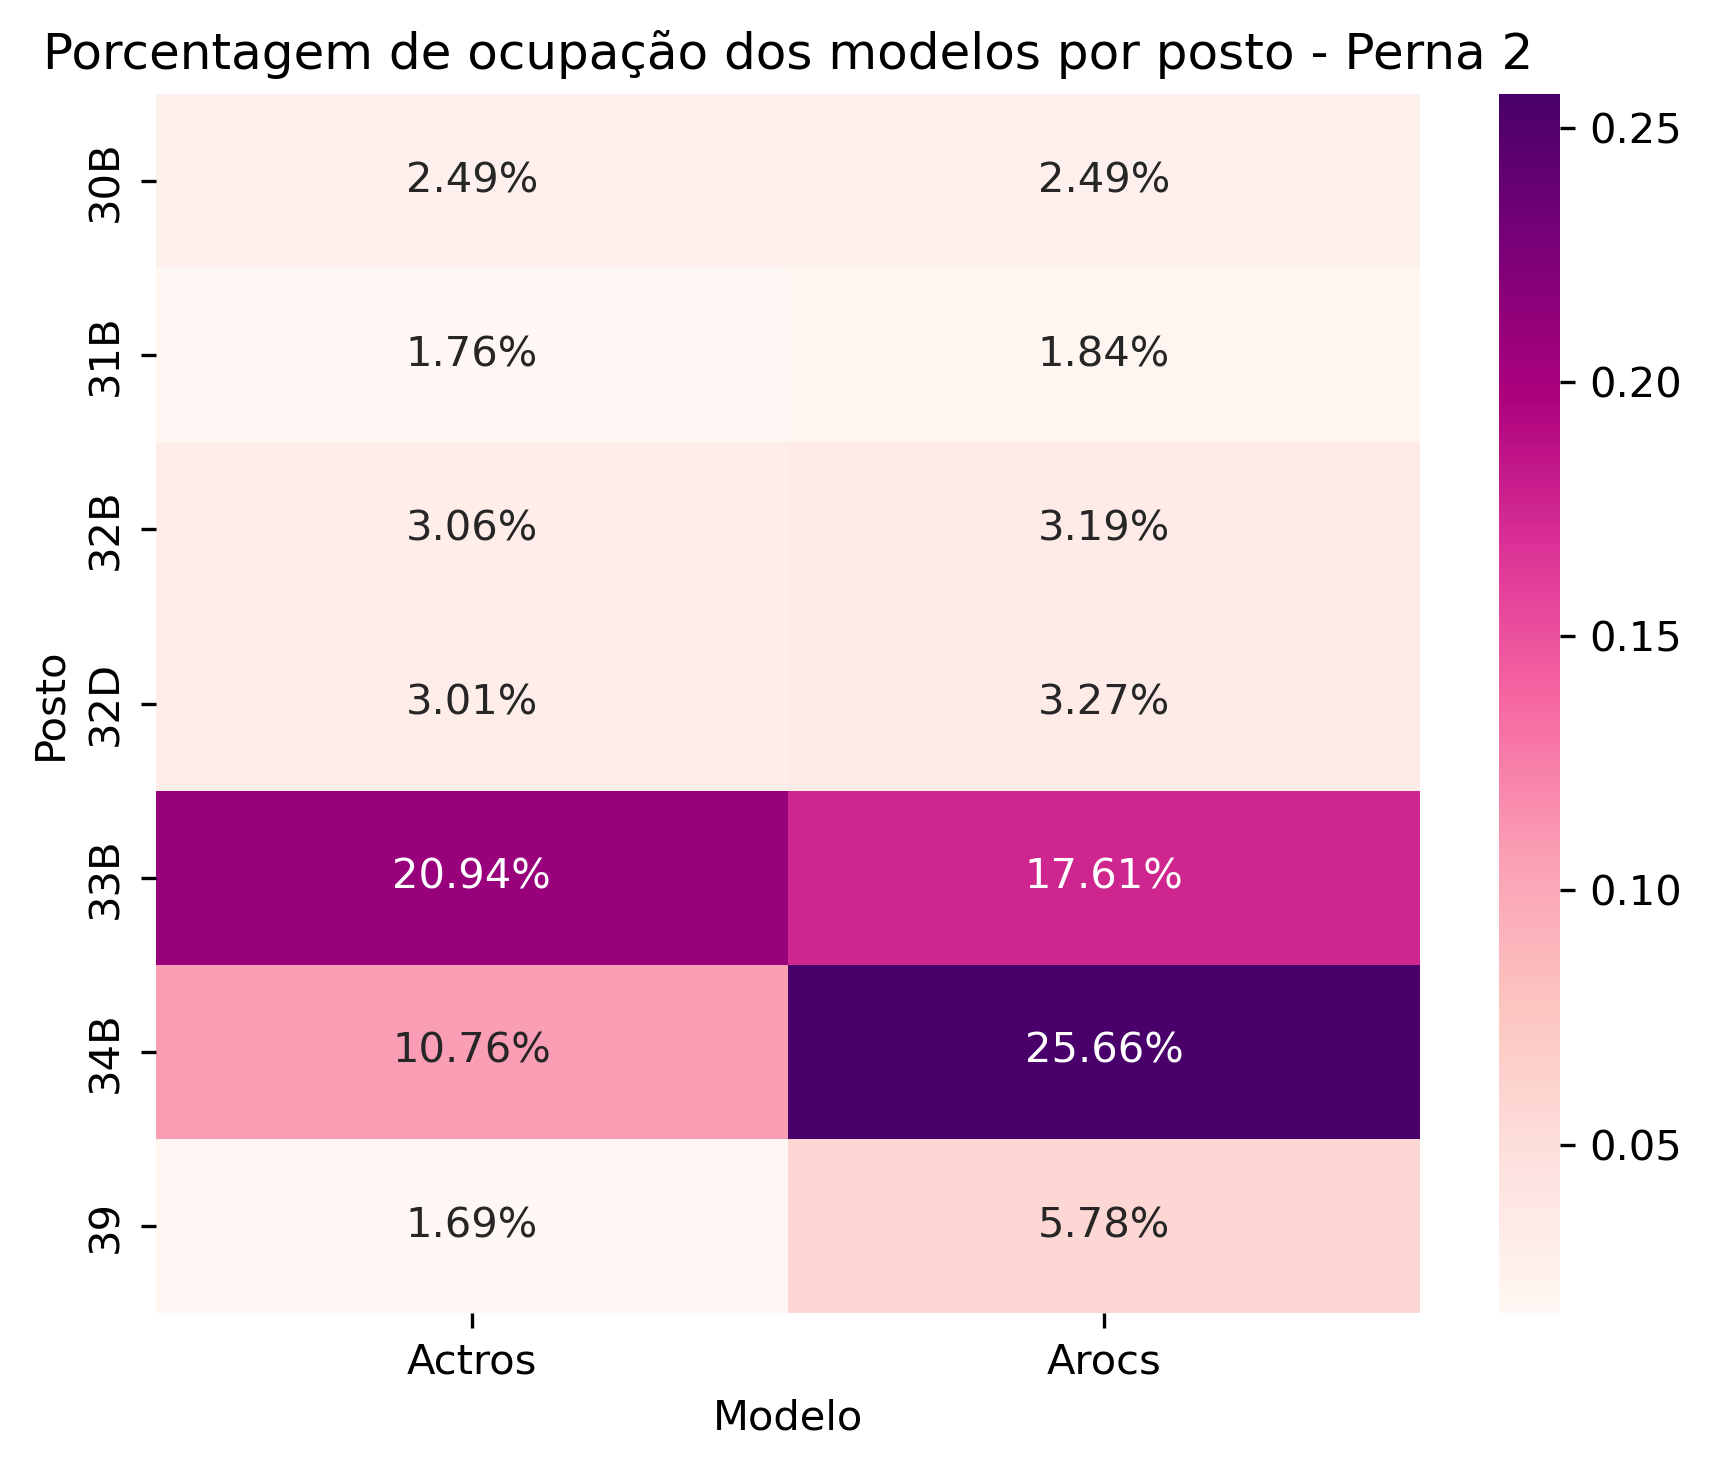 Porcentagem de ocupação dos modelos por posto - Perna 2
30B 2.49% 2.49%
31B 1.76% 1.84%
32B 3.06% 3.19%
32D 3.01% 3.27%
33B 20.94% 17.61%
34B 10.76% 25.66%
39 1.69% 5.78%
Posto
Actros Arocs
Modelo
0.25
0.20
0.15
0.10
0.05